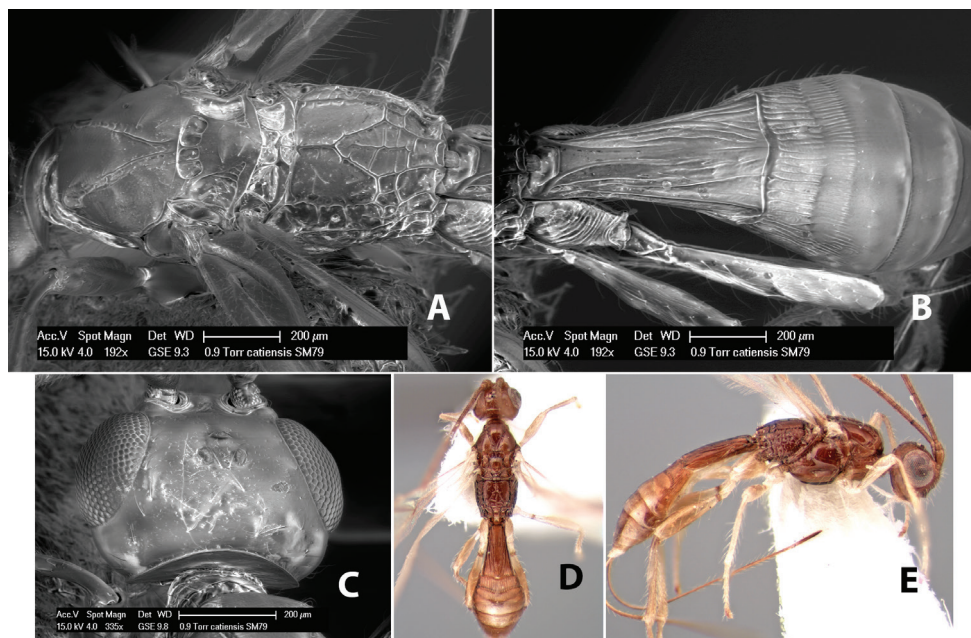 A
Acc.V Spot Magn Det WD 200 µm
15.0 kV 4.0 192x GSE 9.3 0.9 Torr catiensis SM79
B
Acc.V Spot Magn Det WD 200 µm
15.0 kV 4.0 192x GSE 9.3 0.9 Torr catiensis SM79
C
Acc.V Spot Magn Det WD 200 µm
15.0 kV 4.0 335x GSE 9.8 0.9 Torr catiensis SM79
D
E